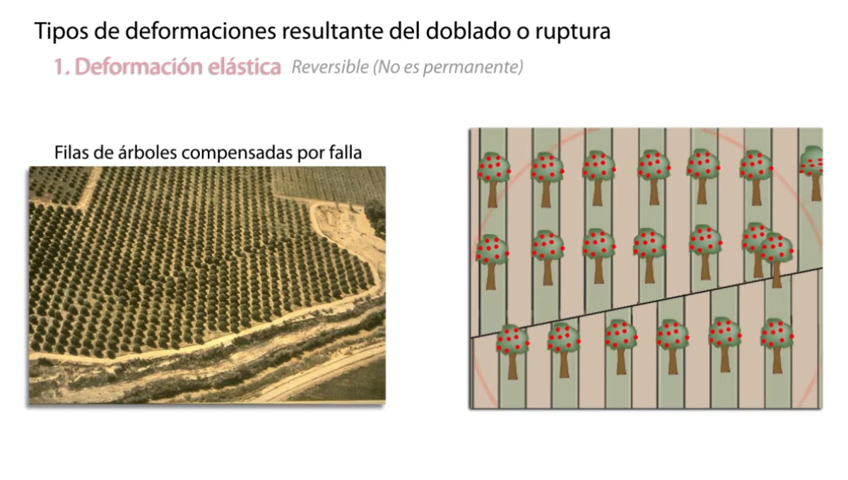 Tipos de deformaciones resultante del doblado o ruptura
1. Deformación elástica Reversible (No es permanente)
Filas de árboles compensadas por falla